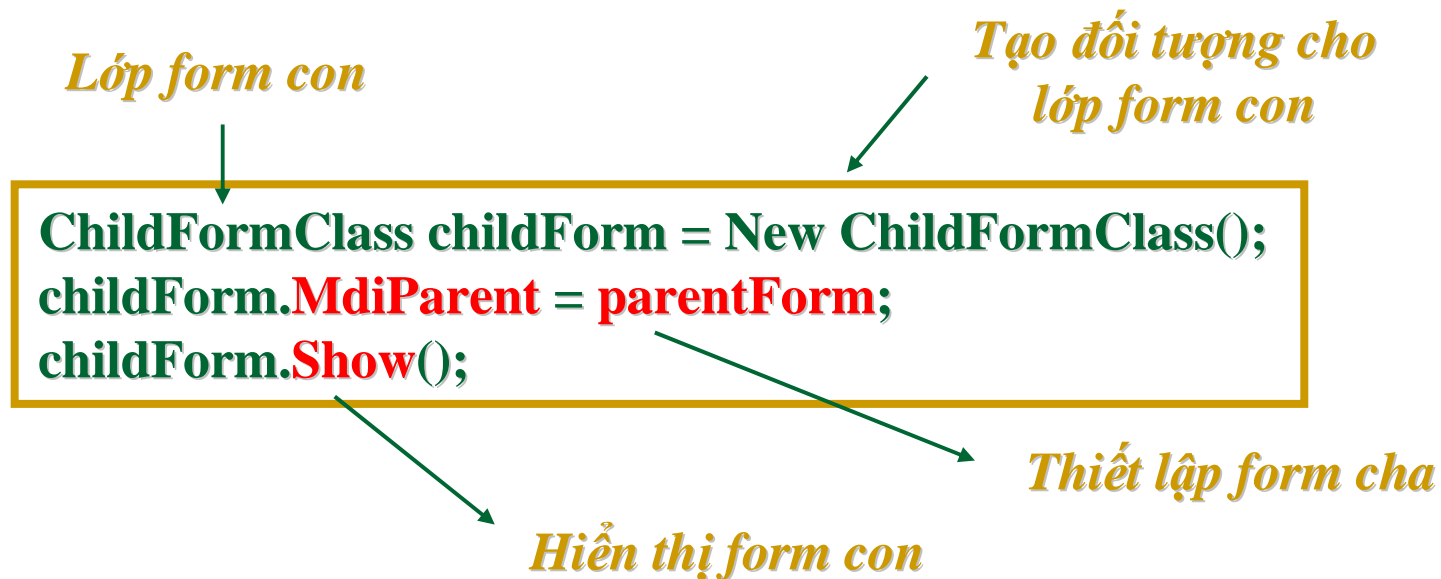 Lớp form con
Tạo đối tượng cho
lớp form con
ChildFormClass childForm = New ChildFormClass();
childForm.MdiParent = parentForm;
childForm.Show();
Thiết lập form cha
Hiển thị form con